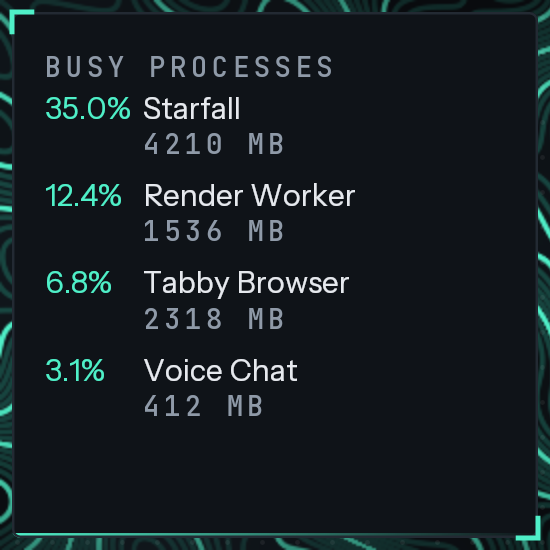 BUSY PROCESSES
35.0% Starfall
4210 MB
12.4% Render Worker
1536 MB
6.8% Tabby Browser
2318 MB
3.1% Voice Chat
412 MB